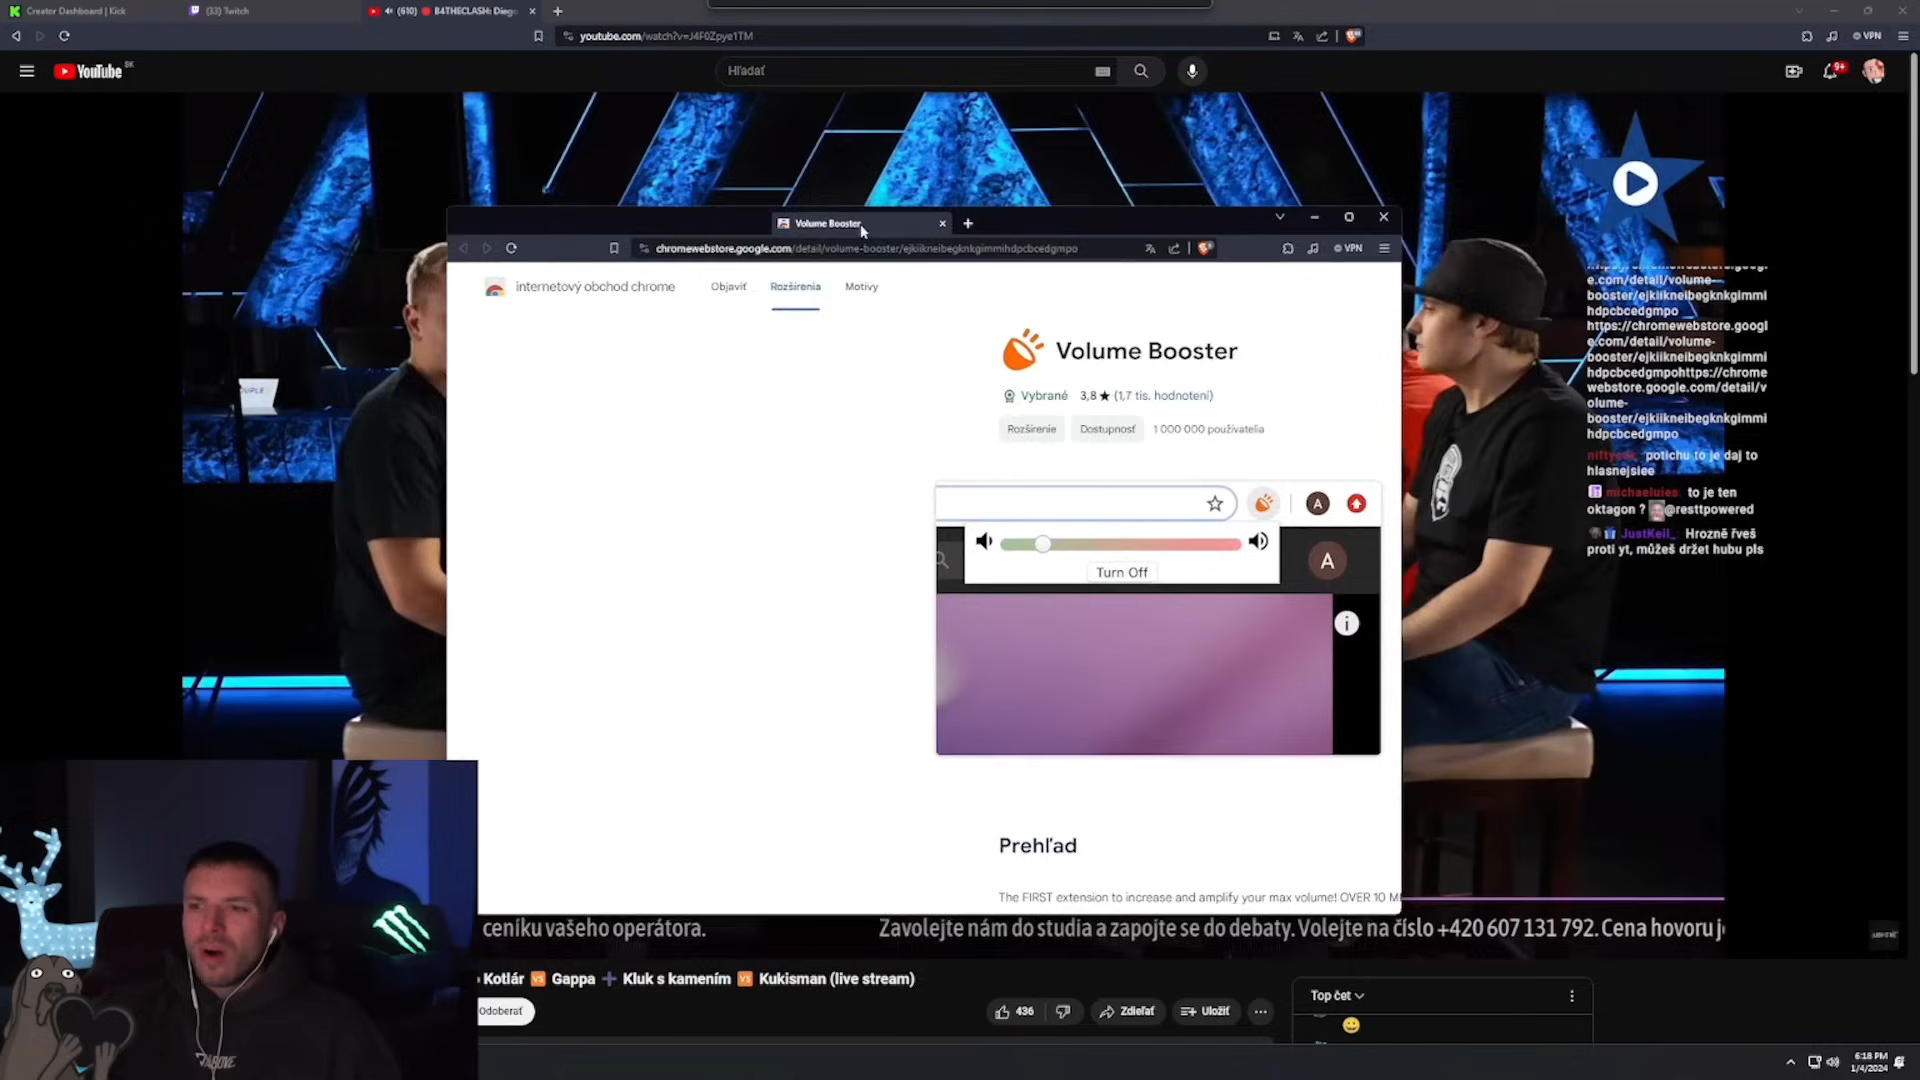 Creator Dashboard | Kick
(33) Twitch
(610)
B4THECLASH: Diego
youtube.com/watch?v=J4F0Zpye1TM
VPN
YouTube SK
Hľadať
9+
Volume Booster
chromewebstore.google.com/detail/volume-booster/ejkiikneibegknkgimmihdpcbcedgmpo
VPN
internetový obchod chrome
Objaviť
Rozšírenia
Motívy
Volume Booster
Vybrané
3,8 ★ (1,7 tis. hodnotení)
Rozšírenie
Dostupnosť
1 000 000 používatelia
A
Turn Off
A
Prehľad
The FIRST extension to increase and amplify your max volume! OVER 10 M
e.com/detail/volume-
booster/ejkiikneibegknkgimmi
hdpcbcedgmpo
https://chromewebstore.googl
e.com/detail/volume-
booster/ejkiikneibegknkgimmi
hdpcbcedgmpohttps://chrome
webstore.google.com/detail/v
olume-
booster/ejkiikneibegknkgimmi
hdpcbcedgmpo
potichu to je daj to
hlasnejsiee
michaeluies: to je ten
oktagon ? @resttpowered
JustKell_: Hrozně řveš
proti yt, můžeš držet hubu pls
ceníku vašeho operátora.
Zavolejte nám do studia a zapojte se do debaty. Volejte na číslo +420 607 131 792. Cena hovoru j
Kotlár VS Gappa + Kluk s kamením VS Kukisman (live stream)
Odoberať
436
Zdieľať
Uložiť
Top čet
6:18 PM
1/4/2024